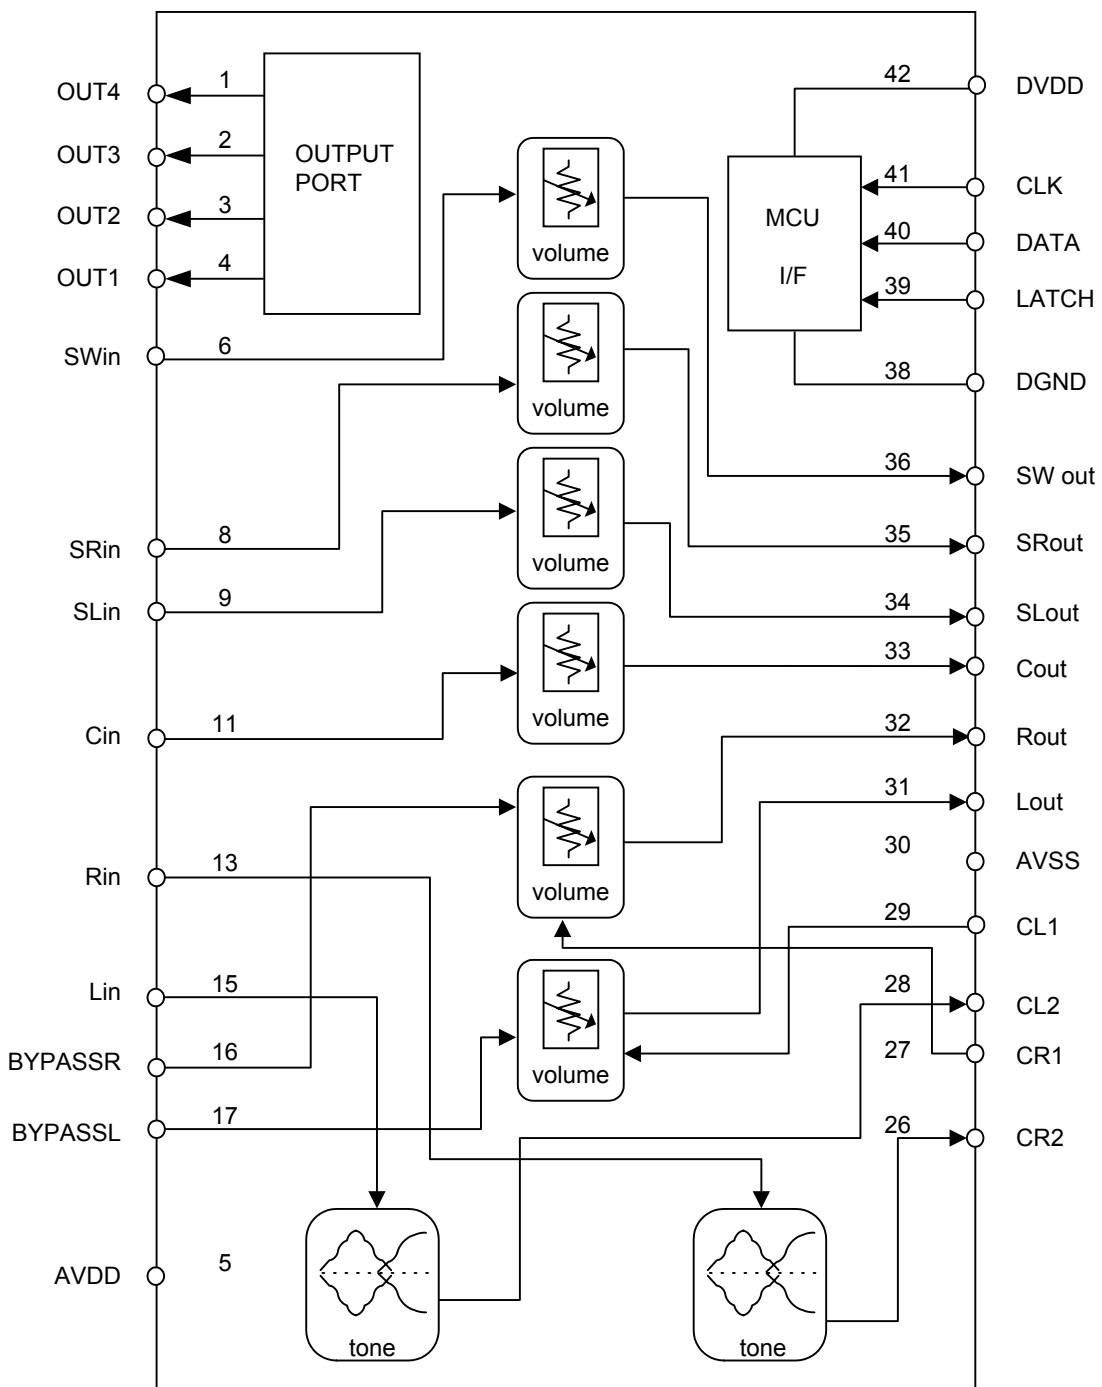 OUT4
1
OUT3
2
OUT2
3
OUT1
4
OUTPUT
PORT
SWin
6
SRin
8
SLin
9
Cin
11
Rin
13
Lin
15
BYPASSR
16
BYPASSL
17
AVDD
5
volume
volume
volume
volume
volume
volume
tone
tone
MCU
I/F
42
DVDD
41
CLK
40
DATA
39
LATCH
38
DGND
36
SW out
35
SRout
34
SLout
33
Cout
32
Rout
31
Lout
30
AVSS
29
CL1
28
CL2
27
CR1
26
CR2